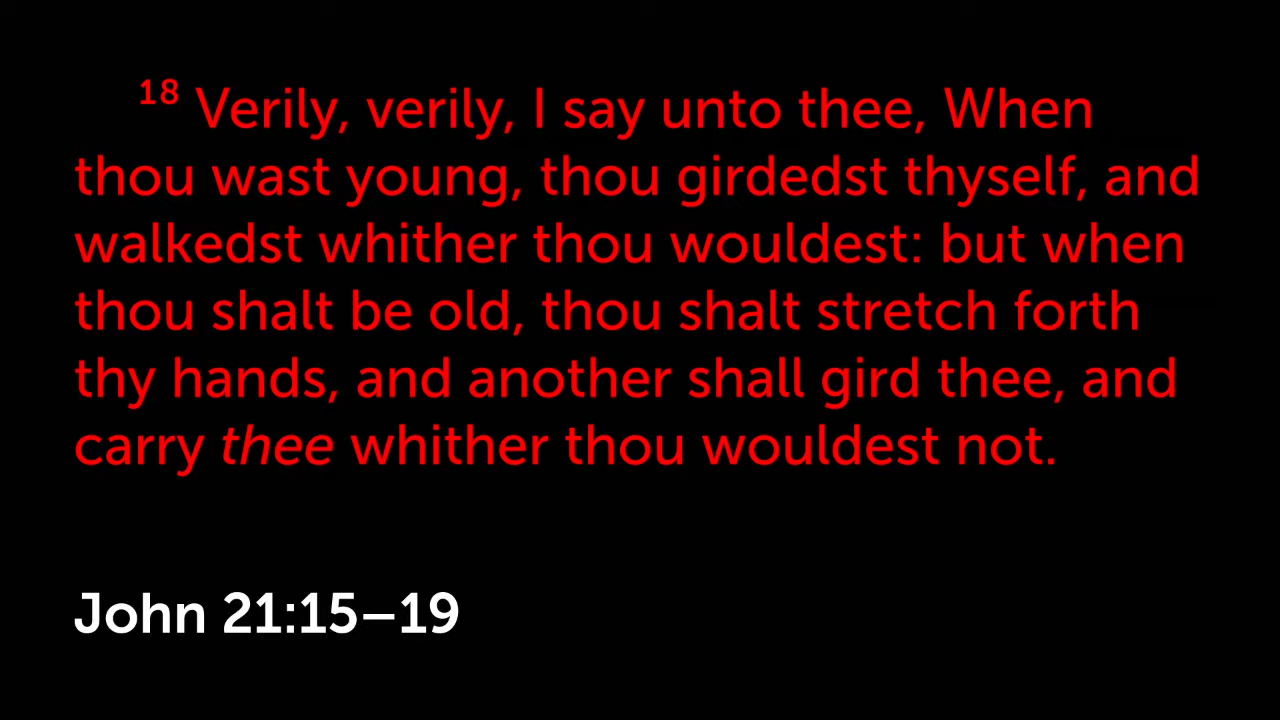 18 Verily, verily, I say unto thee, When
thou wast young, thou girdedst thyself, and
walkedst whither thou wouldest: but when
thou shalt be old, thou shalt stretch forth
thy hands, and another shall gird thee, and
carry thee whither thou wouldest not.
John 21:15–19